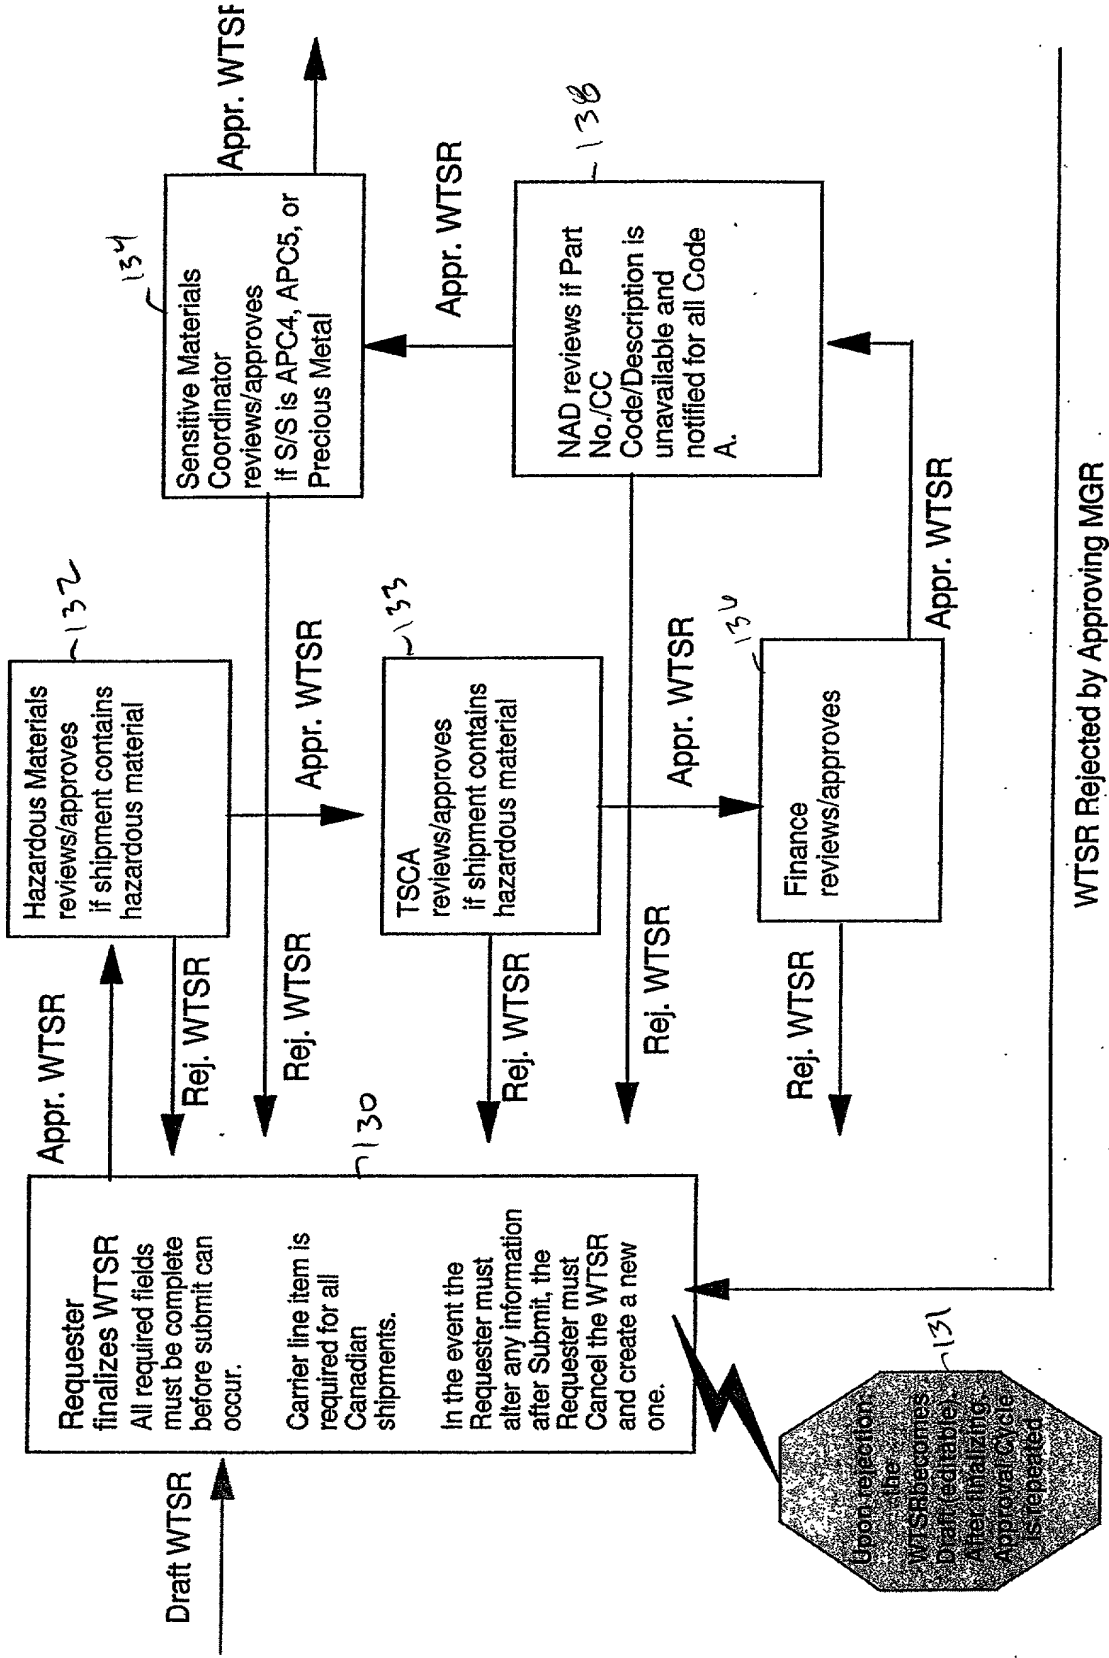 Draft WTSR
Requester
finalizes WTSR
All required fields
must be complete
before submit can
occur.
Carrier line item is
required for all
Canadian
shipments.
In the event the
Requester must
alter any information
after Submit, the
Requester must
Cancel the WTSR
and create a new
one.
130
Upon rejection
the
WTSR becomes
Draft (editable).
After finalizing,
Approval Cycle
is repeated
131
Appr. WTSR
Rej. WTSR
Rej. WTSR
Rej. WTSR
Rej. WTSR
Rej. WTSR
Hazardous Materials
reviews/approves
if shipment contains
hazardous material
132
Appr. WTSR
TSCA
reviews/approves
if shipment contains
hazardous material
133
Appr. WTSR
Finance
reviews/approves
136
Appr. WTSR
NAD reviews if Part
No./CC
Code/Description is
unavailable and
notified for all Code
A.
138
Appr. WTSR
Sensitive Materials
Coordinator
reviews/approves
if S/S is APC4, APC5, or
Precious Metal
134
Appr. WTSR
WTSR Rejected by Approving MGR